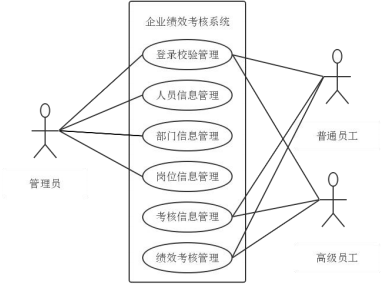 企业绩效考核系统
登录校验管理
人员信息管理
部门信息管理
岗位信息管理
考核信息管理
绩效考核管理
管理员
普通员工
高级员工